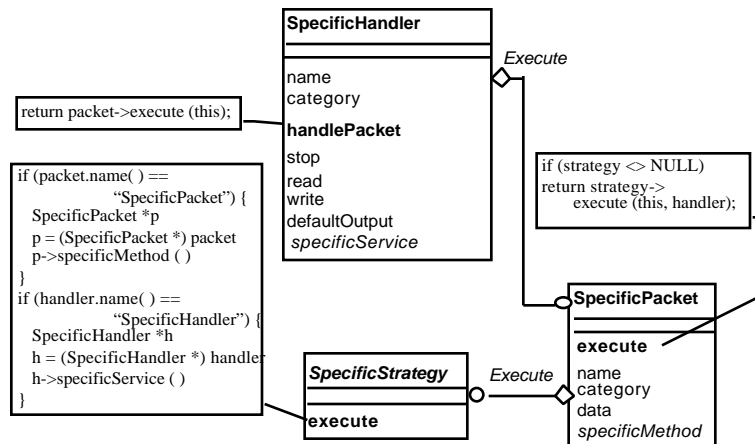 SpecificHandler
Execute
name
category
return packet->execute (this);
handlePacket
stop
read
write
defaultOutput
specificService
if (packet.name( ) ==
“SpecificPacket”) {
SpecificPacket *p
p = (SpecificPacket *) packet
p->specificMethod ( )
}
if (handler.name( ) ==
“SpecificHandler”) {
SpecificHandler *h
h = (SpecificHandler *) handler
h->specificService ( )
}
if (strategy <> NULL)
return strategy->
execute (this, handler);
SpecificPacket
execute
name
category
data
specificMethod
Execute
SpecificStrategy
execute